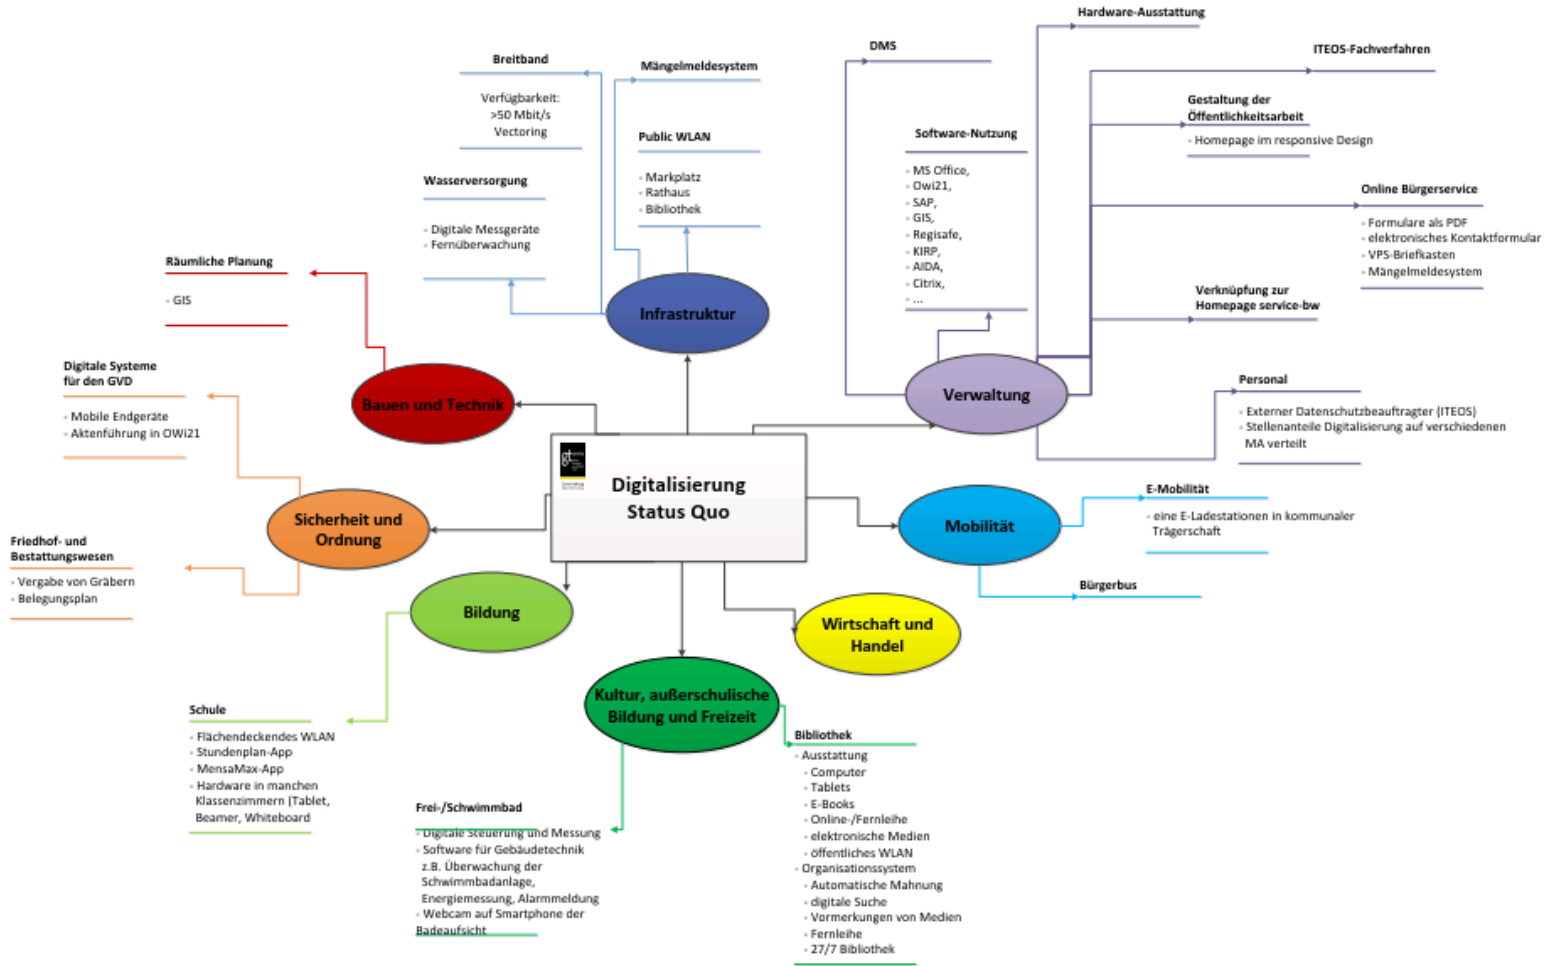 Digitalisierung
Status Quo
Infrastruktur
Breitband
Verfügbarkeit:
>50 Mbit/s
Vectoring
Mängelmeldesystem
Public WLAN
- Markplatz
- Rathaus
- Bibliothek
Wasserversorgung
- Digitale Messgeräte
- Fernüberwachung
Verwaltung
DMS
Software-Nutzung
- MS Office,
- Owi21,
- SAP,
- GIS,
- Regisafe,
- KIRP,
- AIDA,
- Citrix,
- ...
Hardware-Ausstattung
ITEOS-Fachverfahren
Gestaltung der
Öffentlichkeitsarbeit
- Homepage im responsive Design
Online Bürgerservice
- Formulare als PDF
- elektronisches Kontaktformular
- VPS-Briefkasten
- Mängelmeldesystem
Verknüpfung zur
Homepage service-bw
Personal
- Externer Datenschutzbeauftragter (ITEOS)
- Stellenanteile Digitalisierung auf verschiedenen
MA verteilt
Mobilität
E-Mobilität
- eine E-Ladestationen in kommunaler
Trägerschaft
Bürgerbus
Wirtschaft und
Handel
Kultur, außerschulische
Bildung und Freizeit
Bibliothek
- Ausstattung
- Computer
- Tablets
- E-Books
- Online-/Fernleihe
- elektronische Medien
- öffentliches WLAN
- Organisationssystem
- Automatische Mahnung
- digitale Suche
- Vormerkungen von Medien
- Fernleihe
- 27/7 Bibliothek
Frei-/Schwimmbad
- Digitale Steuerung und Messung
- Software für Gebäudetechnik
z.B. Überwachung der
Schwimmbadanlage,
Energiemessung, Alarmmeldung
- Webcam auf Smartphone der
Badeaufsicht
Bildung
Schule
- Flächendeckendes WLAN
- Stundenplan-App
- MensaMax-App
- Hardware in manchen
Klassenzimmern (Tablet,
Beamer, Whiteboard
Sicherheit und
Ordnung
Digitale Systeme
für den GVD
- Mobile Endgeräte
- Aktenführung in OWi21
Friedhof- und
Bestattungswesen
- Vergabe von Gräbern
- Belegungsplan
Bauen und Technik
Räumliche Planung
- GIS
gt